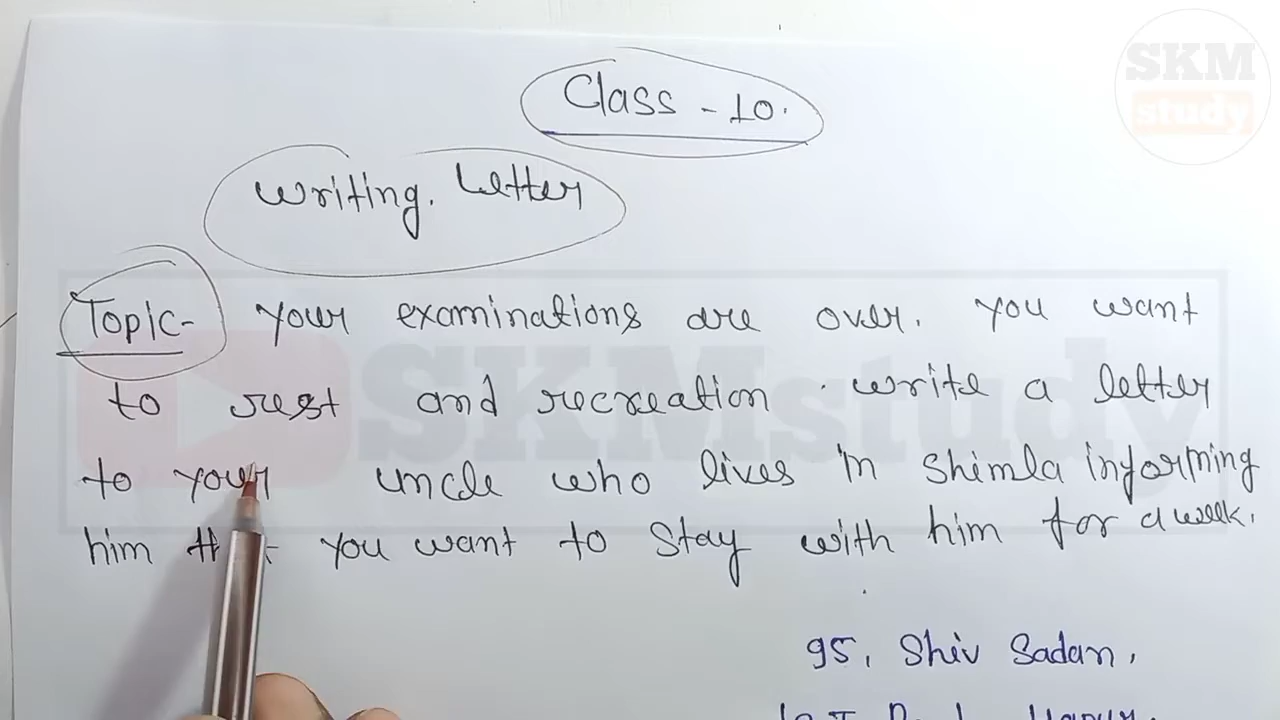 SKM
study
Class - 10.
Writing. Letter
Topic- Your examinations are over. You want
SKMstudy
to rest and recreation. write a letter
to your uncle who lives in Shimla informing
him you want to stay with him for a week.
95, Shiv Sadan,